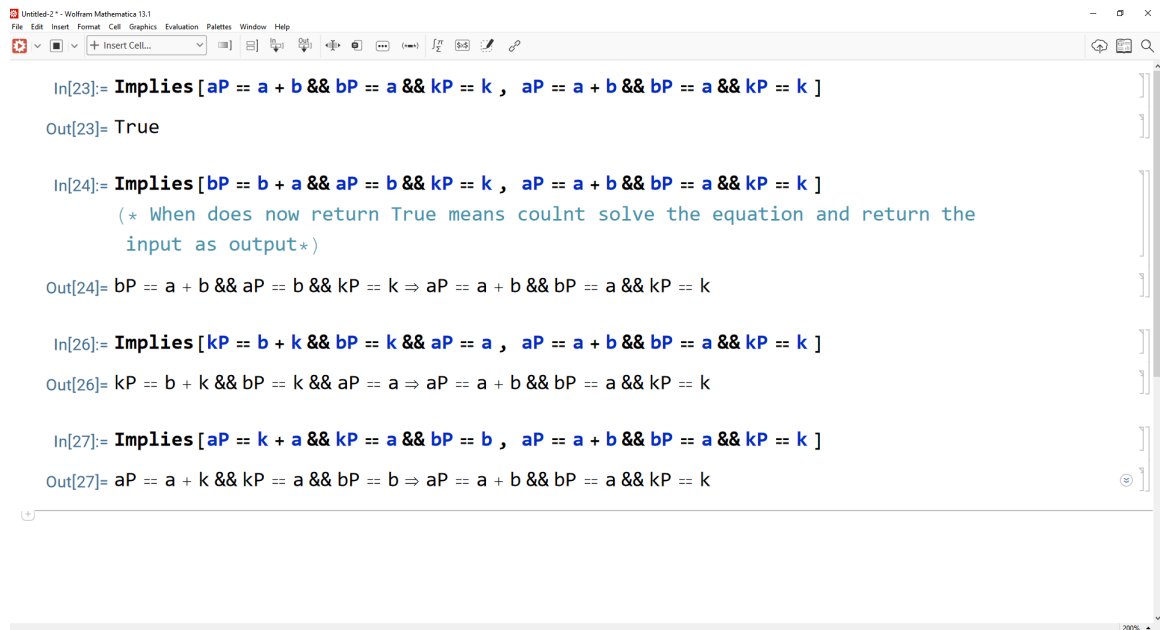 Untitled-2 * - Wolfram Mathematica 13.1
File Edit Insert Format Cell Graphics Evaluation Palettes Window Help
Insert Cell...
In[23]:= Implies[aP == a + b && bP == a && kP == k , aP == a + b && bP == a && kP == k ]
Out[23]= True
In[24]:= Implies[bP == b + a && aP == b && kP == k , aP == a + b && bP == a && kP == k ]
(* When does now return True means coulnt solve the equation and return the
input as output*)
Out[24]= bP == a + b && aP == b && kP == k ⇒ aP == a + b && bP == a && kP == k
In[26]:= Implies[kP == b + k && bP == k && aP == a , aP == a + b && bP == a && kP == k ]
Out[26]= kP == b + k && bP == k && aP == a ⇒ aP == a + b && bP == a && kP == k
In[27]:= Implies[aP == k + a && kP == a && bP == b , aP == a + b && bP == a && kP == k ]
Out[27]= aP == a + k && kP == a && bP == b ⇒ aP == a + b && bP == a && kP == k
200%